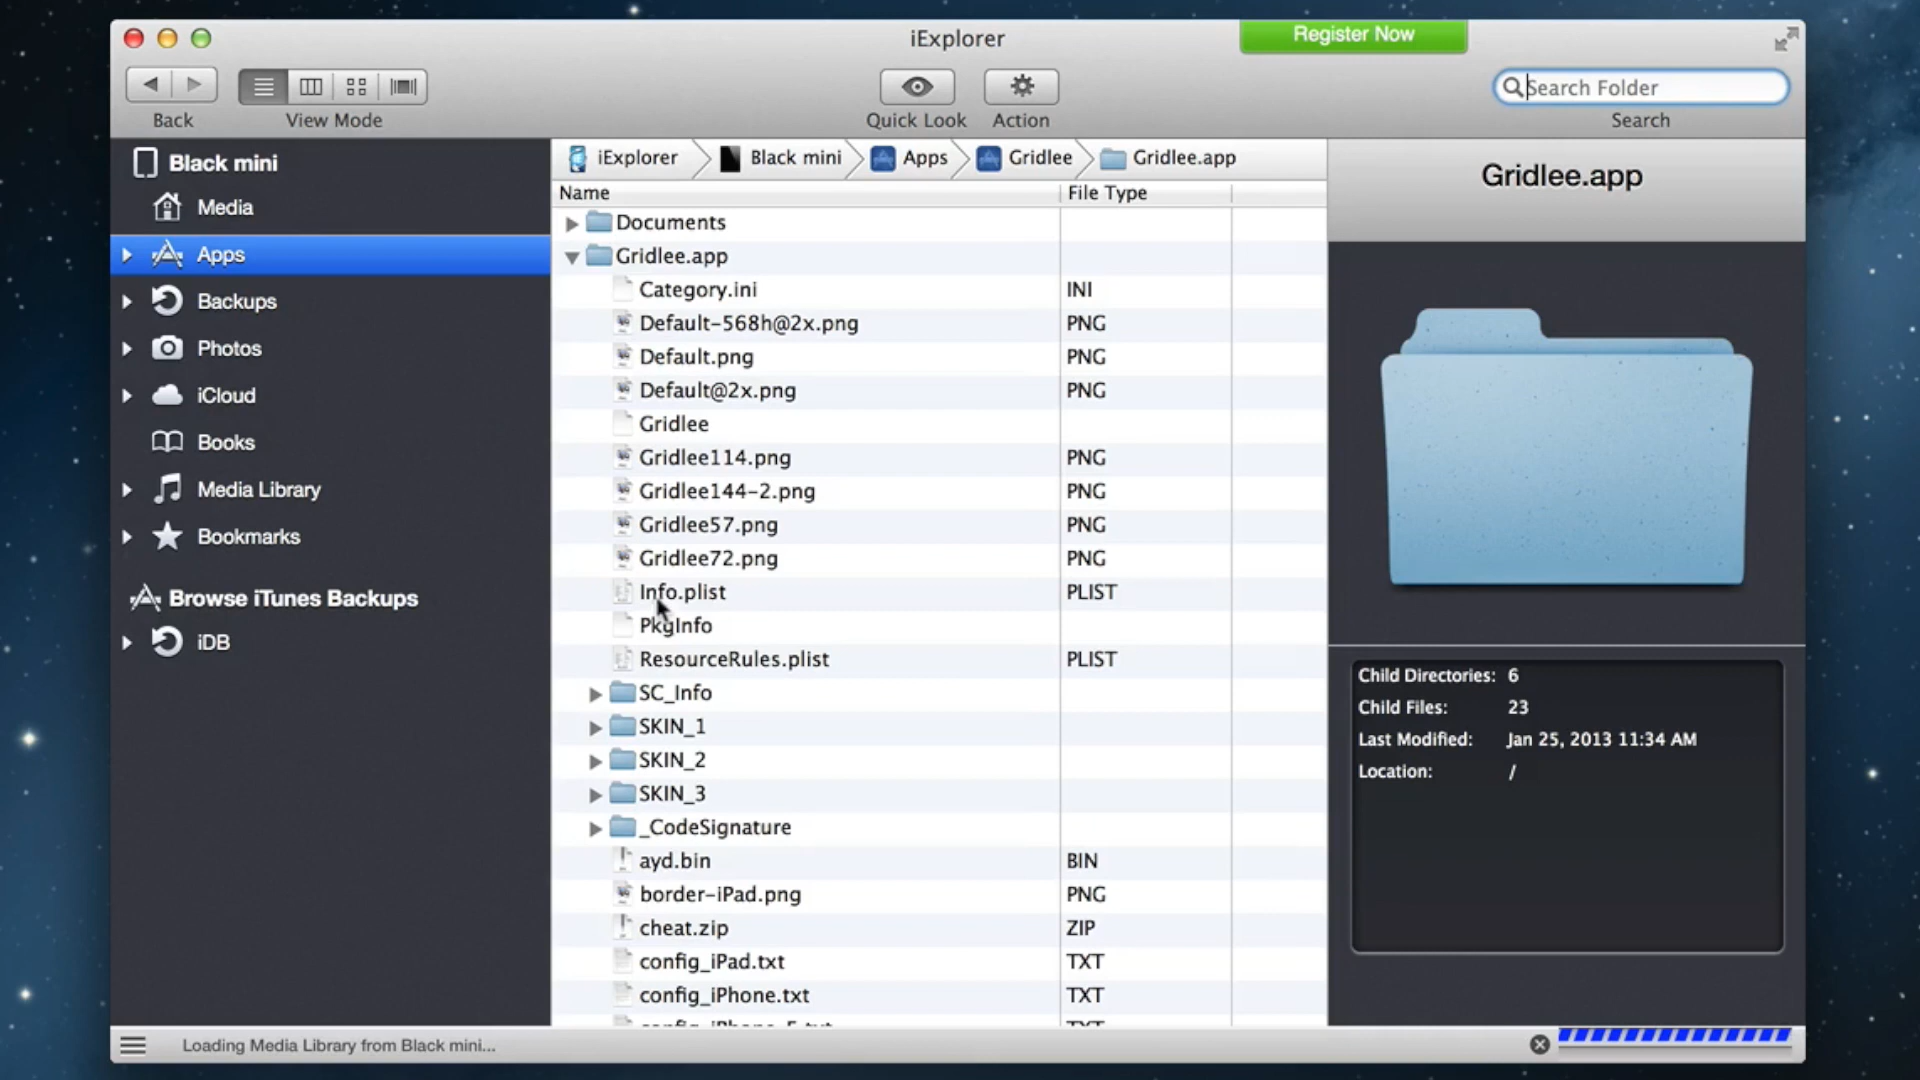 iExplorer
Register Now
Search Folder
Back
View Mode
Quick Look
Action
Search
Black mini
Media
Apps
Backups
Photos
iCloud
Books
Media Library
Bookmarks
Browse iTunes Backups
iDB
iExplorer
Black mini
Apps
Gridlee
Gridlee.app
Name
File Type
Documents
Gridlee.app
Category.ini INI
Default-568h@2x.png PNG
Default.png PNG
Default@2x.png PNG
Gridlee
Gridlee114.png PNG
Gridlee144-2.png PNG
Gridlee57.png PNG
Gridlee72.png PNG
Info.plist PLIST
PkgInfo
ResourceRules.plist PLIST
SC_Info
SKIN_1
SKIN_2
SKIN_3
_CodeSignature
ayd.bin BIN
border-iPad.png PNG
cheat.zip ZIP
config_iPad.txt TXT
config_iPhone.txt TXT
Gridlee.app
Child Directories: 6
Child Files: 23
Last Modified: Jan 25, 2013 11:34 AM
Location: /
Loading Media Library from Black mini...